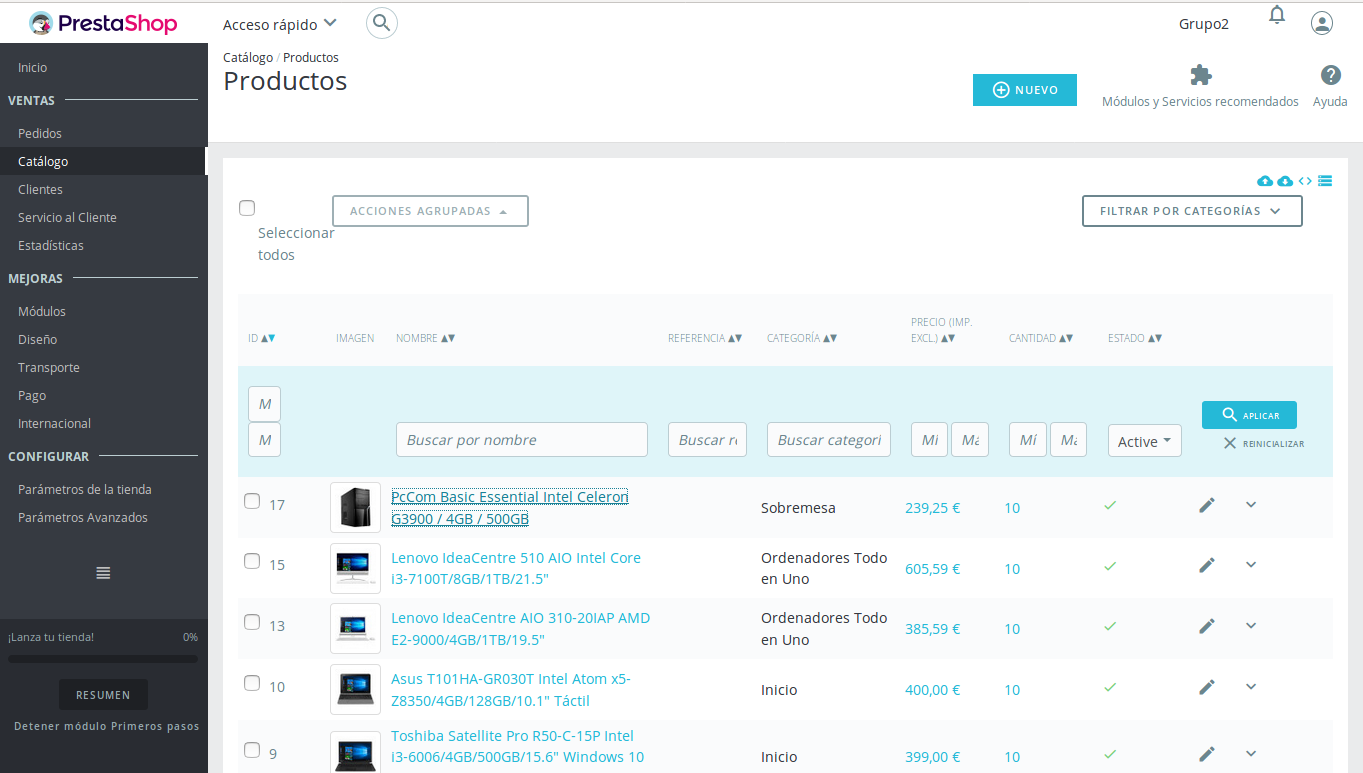 PrestaShop
Acceso rápido
Grupo2
Catálogo / Productos
Productos
NUEVO
Módulos y Servicios recomendados
Ayuda
Inicio
VENTAS
Pedidos
Catálogo
Clientes
Servicio al Cliente
Estadísticas
MEJORAS
Módulos
Diseño
Transporte
Pago
Internacional
CONFIGURAR
Parámetros de la tienda
Parámetros Avanzados
¡Lanza tu tienda! 0%
RESUMEN
Detener módulo Primeros pasos
Seleccionar
todos
ACCIONES AGRUPADAS
FILTRAR POR CATEGORÍAS
ID IMAGEN NOMBRE REFERENCIA CATEGORÍA PRECIO (IMP.
EXCL.) CANTIDAD ESTADO
M
M
Buscar por nombre
Buscar r
Buscar categori
Mí
Má
Mí
Má
Active
APLICAR
REINICIALIZAR
17
PcCom Basic Essential Intel Celeron
G3900 / 4GB / 500GB
Sobremesa
239,25 €
10
15
Lenovo IdeaCentre 510 AIO Intel Core
i3-7100T/8GB/1TB/21.5"
Ordenadores Todo
en Uno
605,59 €
10
13
Lenovo IdeaCentre AIO 310-20IAP AMD
E2-9000/4GB/1TB/19.5"
Ordenadores Todo
en Uno
385,59 €
10
10
Asus T101HA-GR030T Intel Atom x5-
Z8350/4GB/128GB/10.1" Táctil
Inicio
400,00 €
10
9
Toshiba Satellite Pro R50-C-15P Intel
i3-6006/4GB/500GB/15.6" Windows 10
Inicio
399,00 €
10